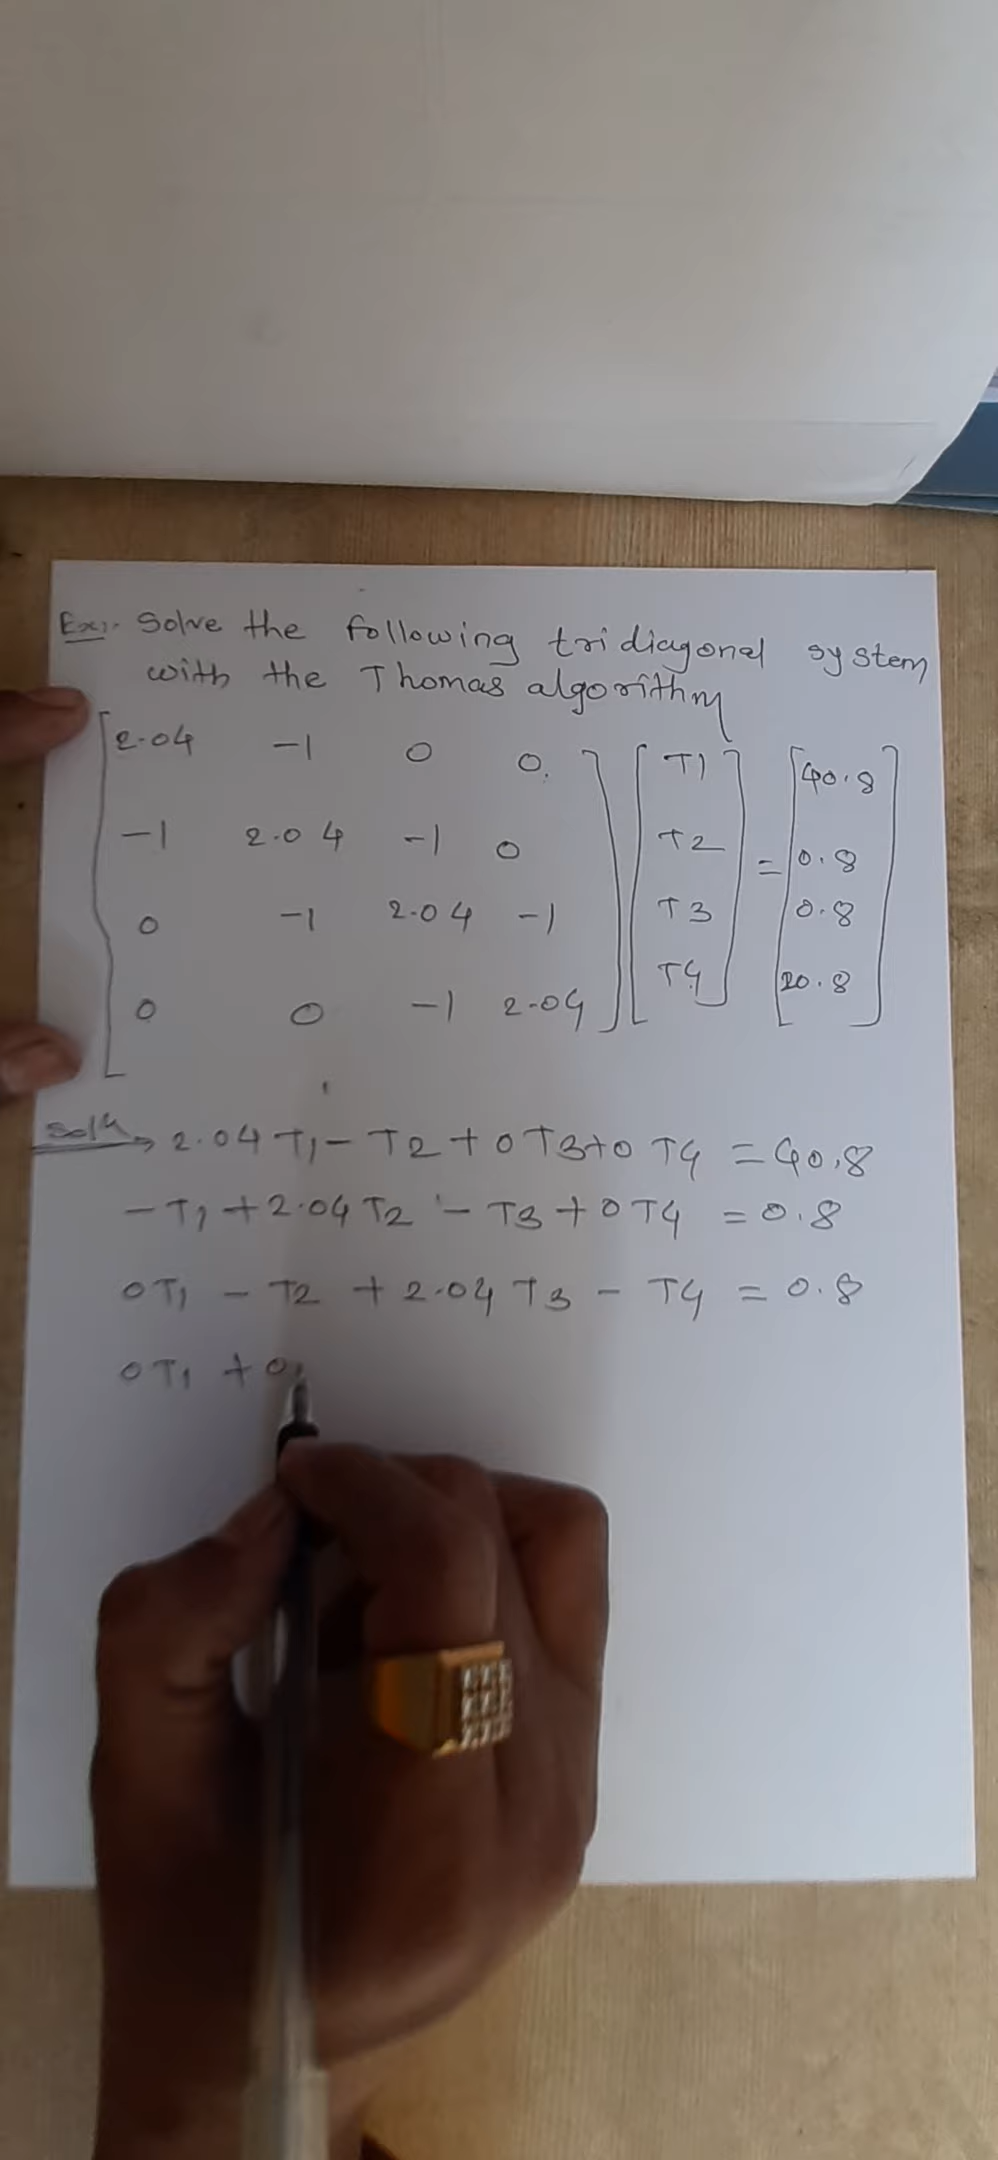 Ex:- Solve the following tridiagonal system
with the Thomas algorithm
2.04 -1 0 0 T1 40.8
-1 2.04 -1 0 T2 = 0.8
0 -1 2.04 -1 T3 0.8
0 0 -1 2.04 T4 20.8
Soln 2.04 T1 - T2 + 0 T3 + 0 T4 = 40.8
- T1 + 2.04 T2 - T3 + 0 T4 = 0.8
0 T1 - T2 + 2.04 T3 - T4 = 0.8
0 T1 + 0